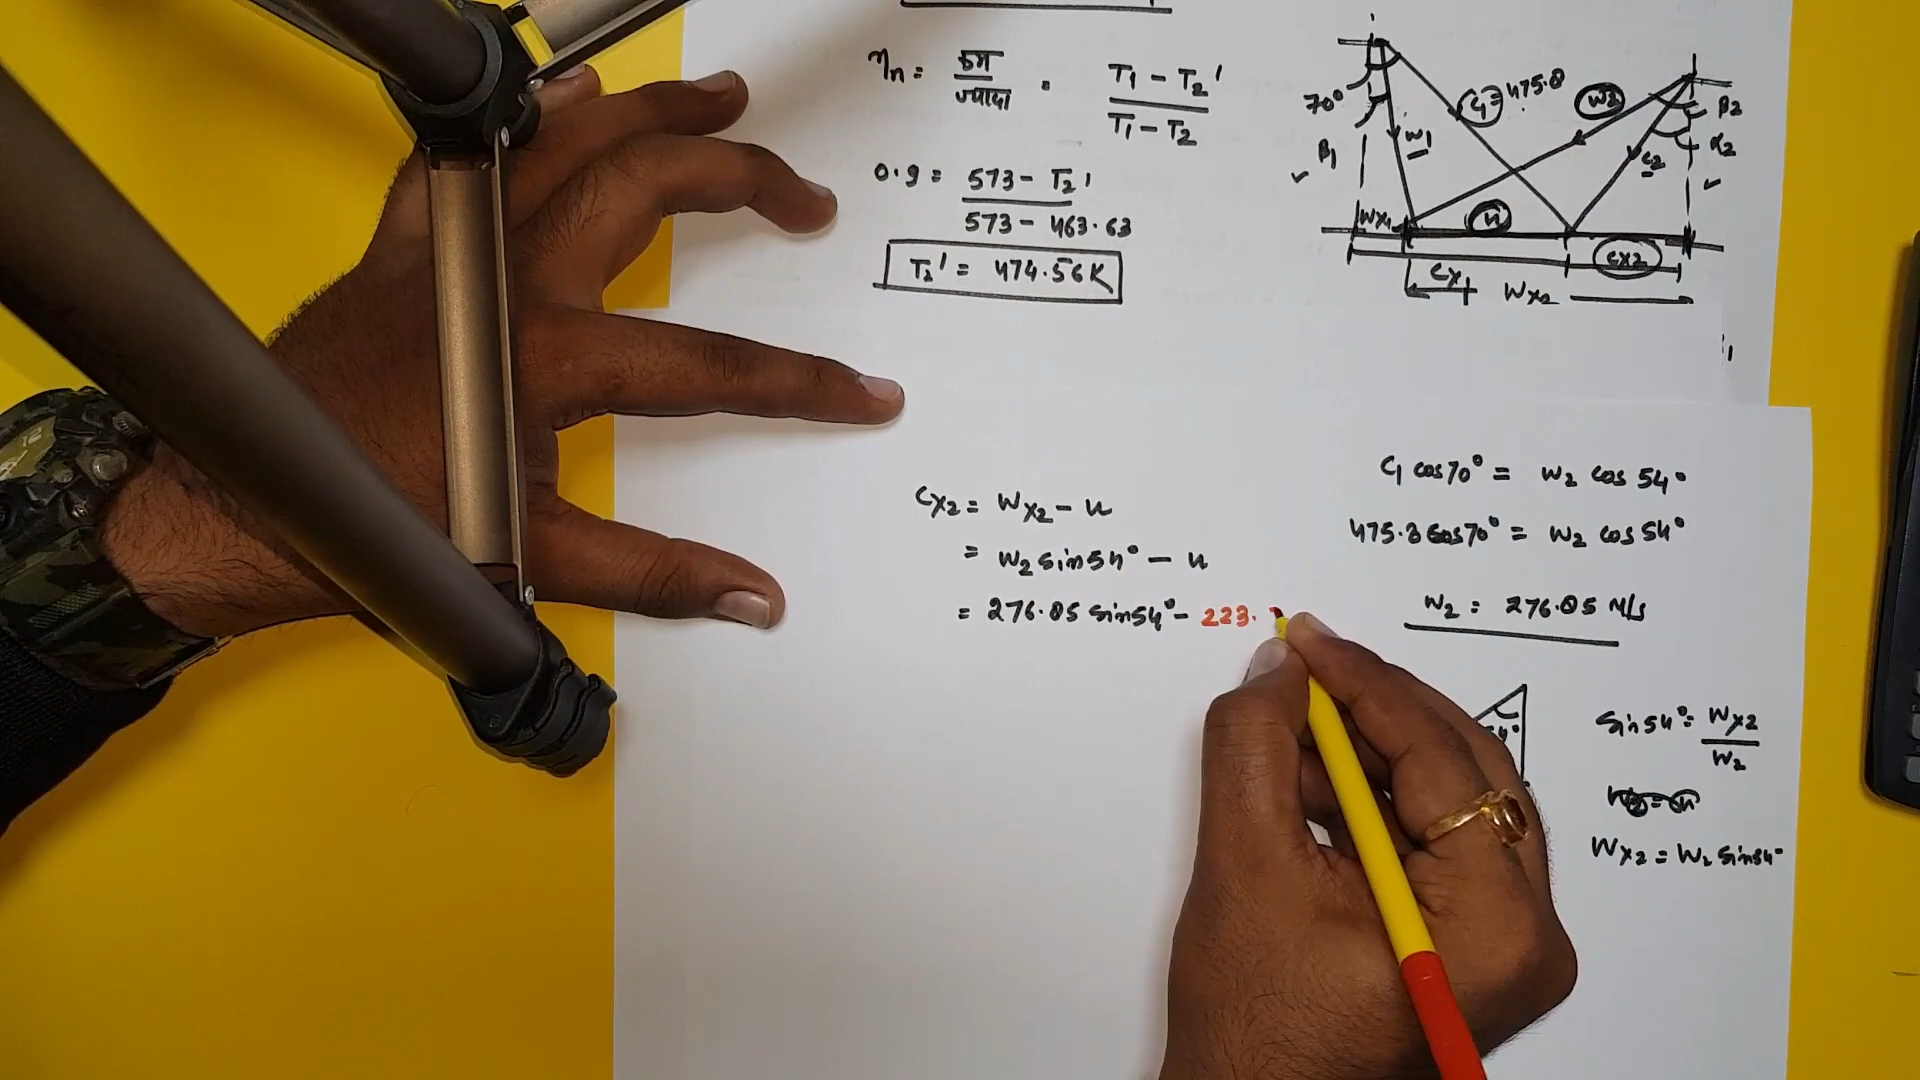 ηn = कम / ज्यादा = T1 - T2' / T1 - T2
0.9 = 573 - T2' / 573 - 463.63
T2' = 474.56K
70°
β1
W1
C1 = 475.8
W2
β2
α2
C2
Wx1
u
Cx2
Cx1
Wx2
Cx2 = Wx2 - u
= W2 sin54° - u
= 276.05 sin54° - 223.
C1 cos70° = W2 cos 54°
475.8 cos70° = W2 cos 54°
W2 = 276.05 M/s
sin54° = Wx2 / W2
Wx2 = W2 sin54°